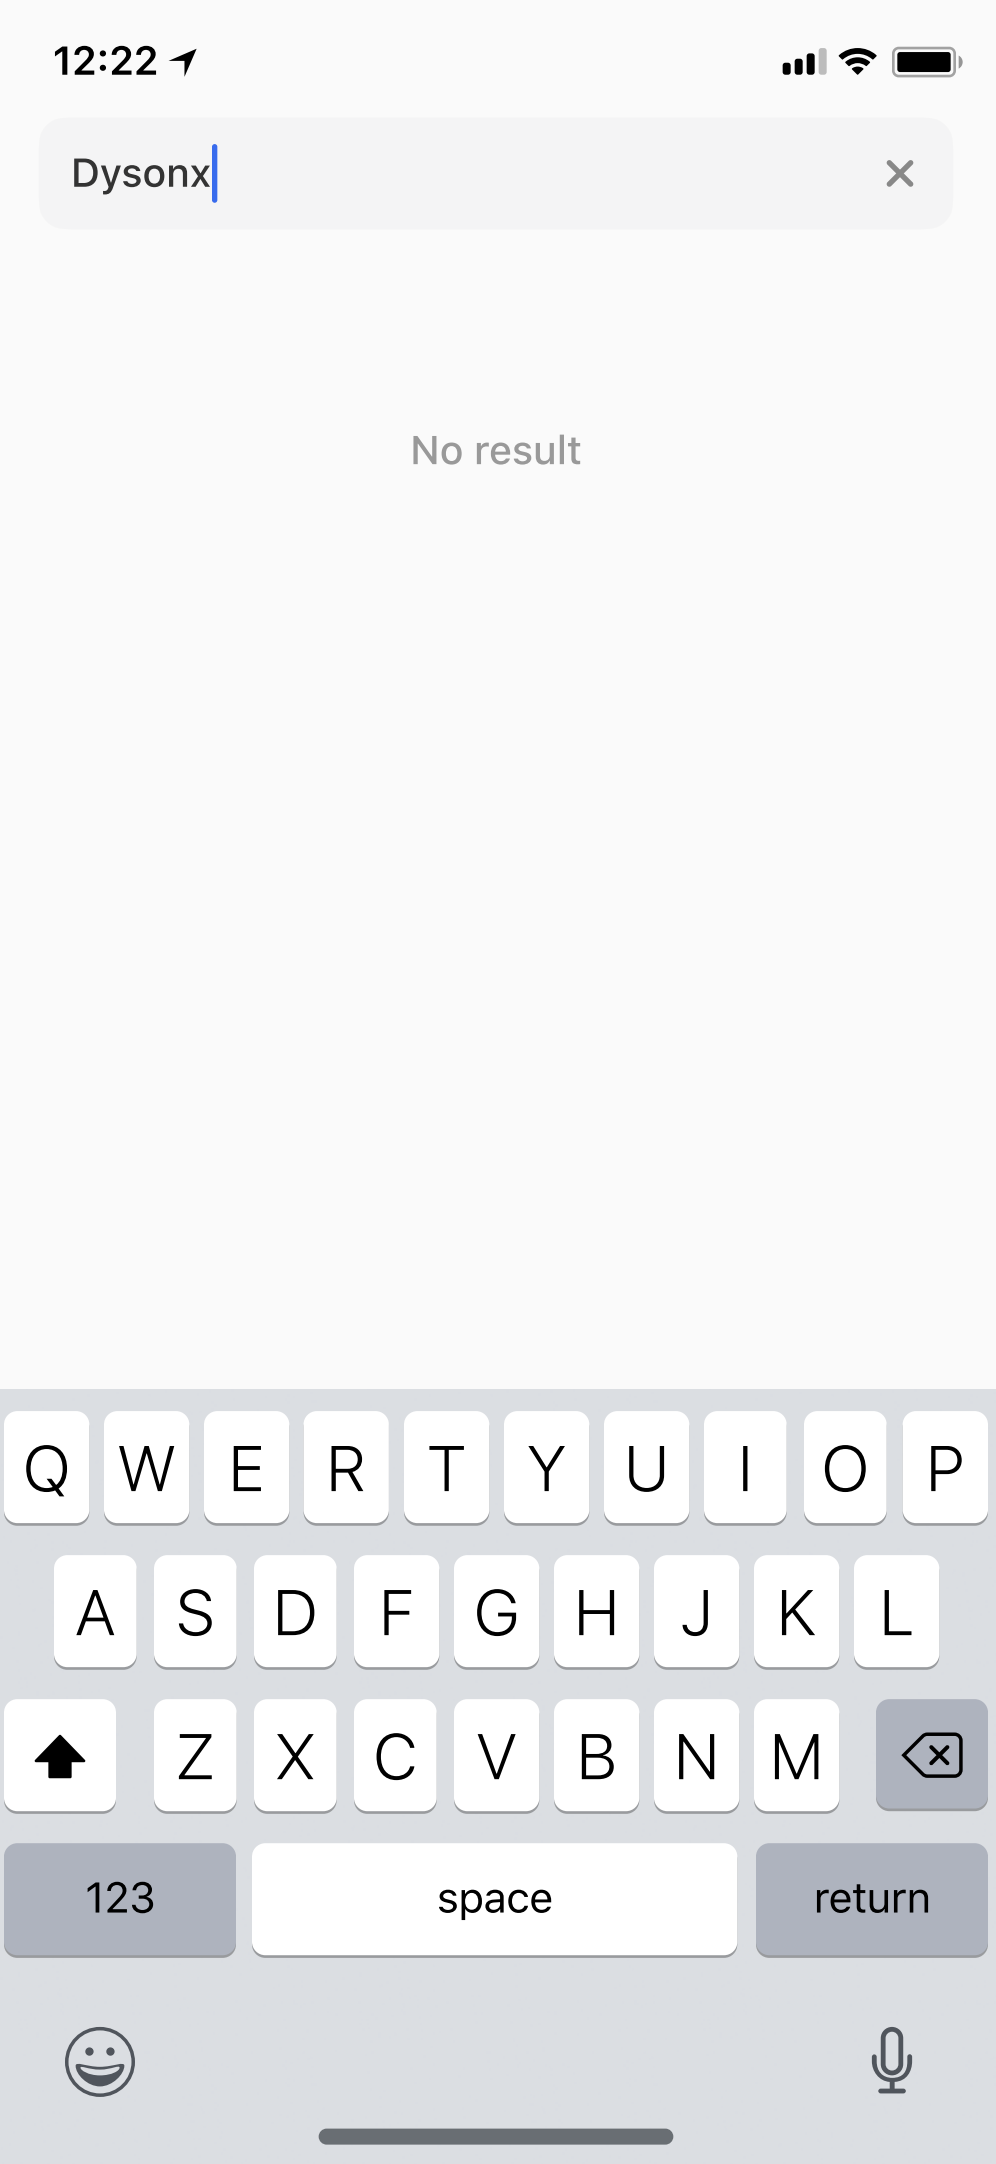 12:22
Dysonx
No result
Q W E R T Y U I O P
A S D F G H J K L
Z X C V B N M
123 space return